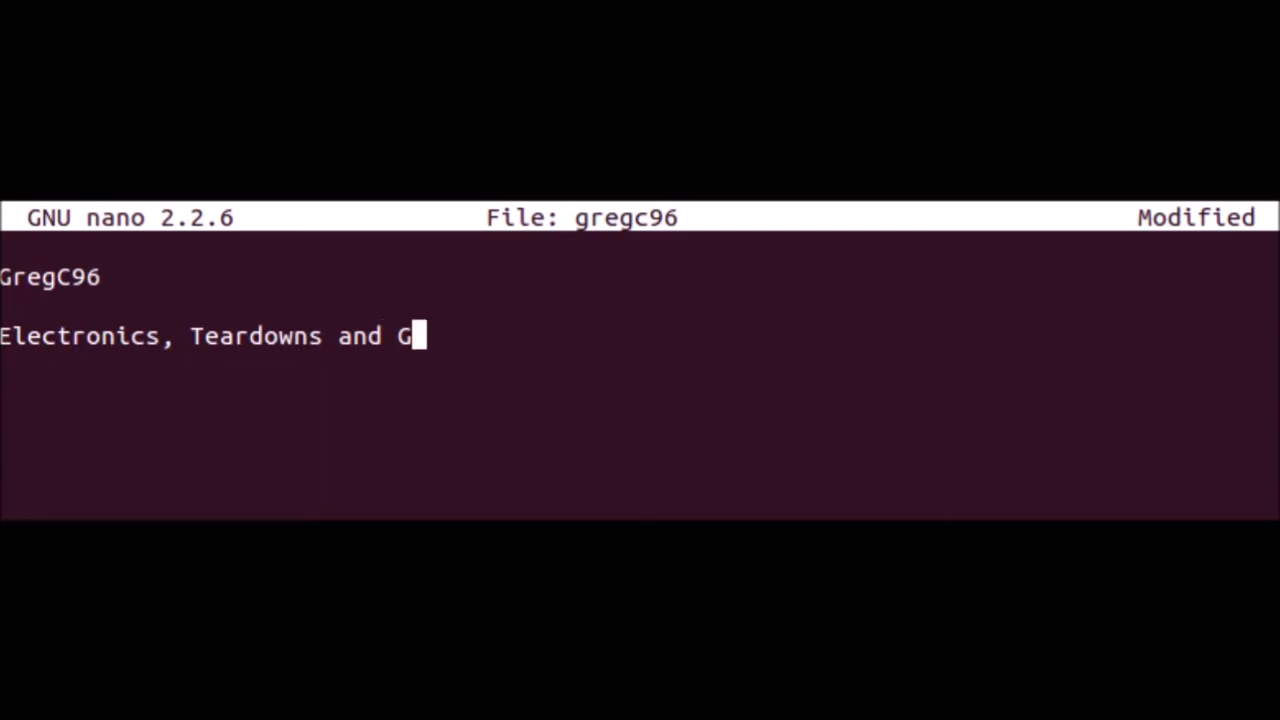 GNU nano 2.2.6 File: gregc96 Modified
GregC96
Electronics, Teardowns and G